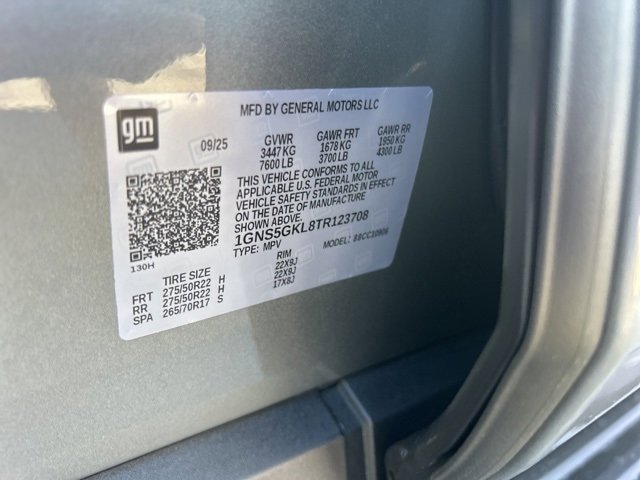 MFD BY GENERAL MOTORS LLC
gm
09/25
GVWR GAWR FRT GAWR RR
3447 KG 1678 KG 1950 KG
7600 LB 3700 LB 4300 LB
THIS VEHICLE CONFORMS TO ALL
APPLICABLE U.S. FEDERAL MOTOR
VEHICLE SAFETY STANDARDS IN EFFECT
ON THE DATE OF MANUFACTURE
SHOWN ABOVE.
1GNS5GKL8TR123708
TYPE: MPV MODEL: 88CC10906
130H
TIRE SIZE RIM
FRT 275/50R22 H 22X9J
RR 275/50R22 H 22X9J
SPA 265/70R17 S 17X8J